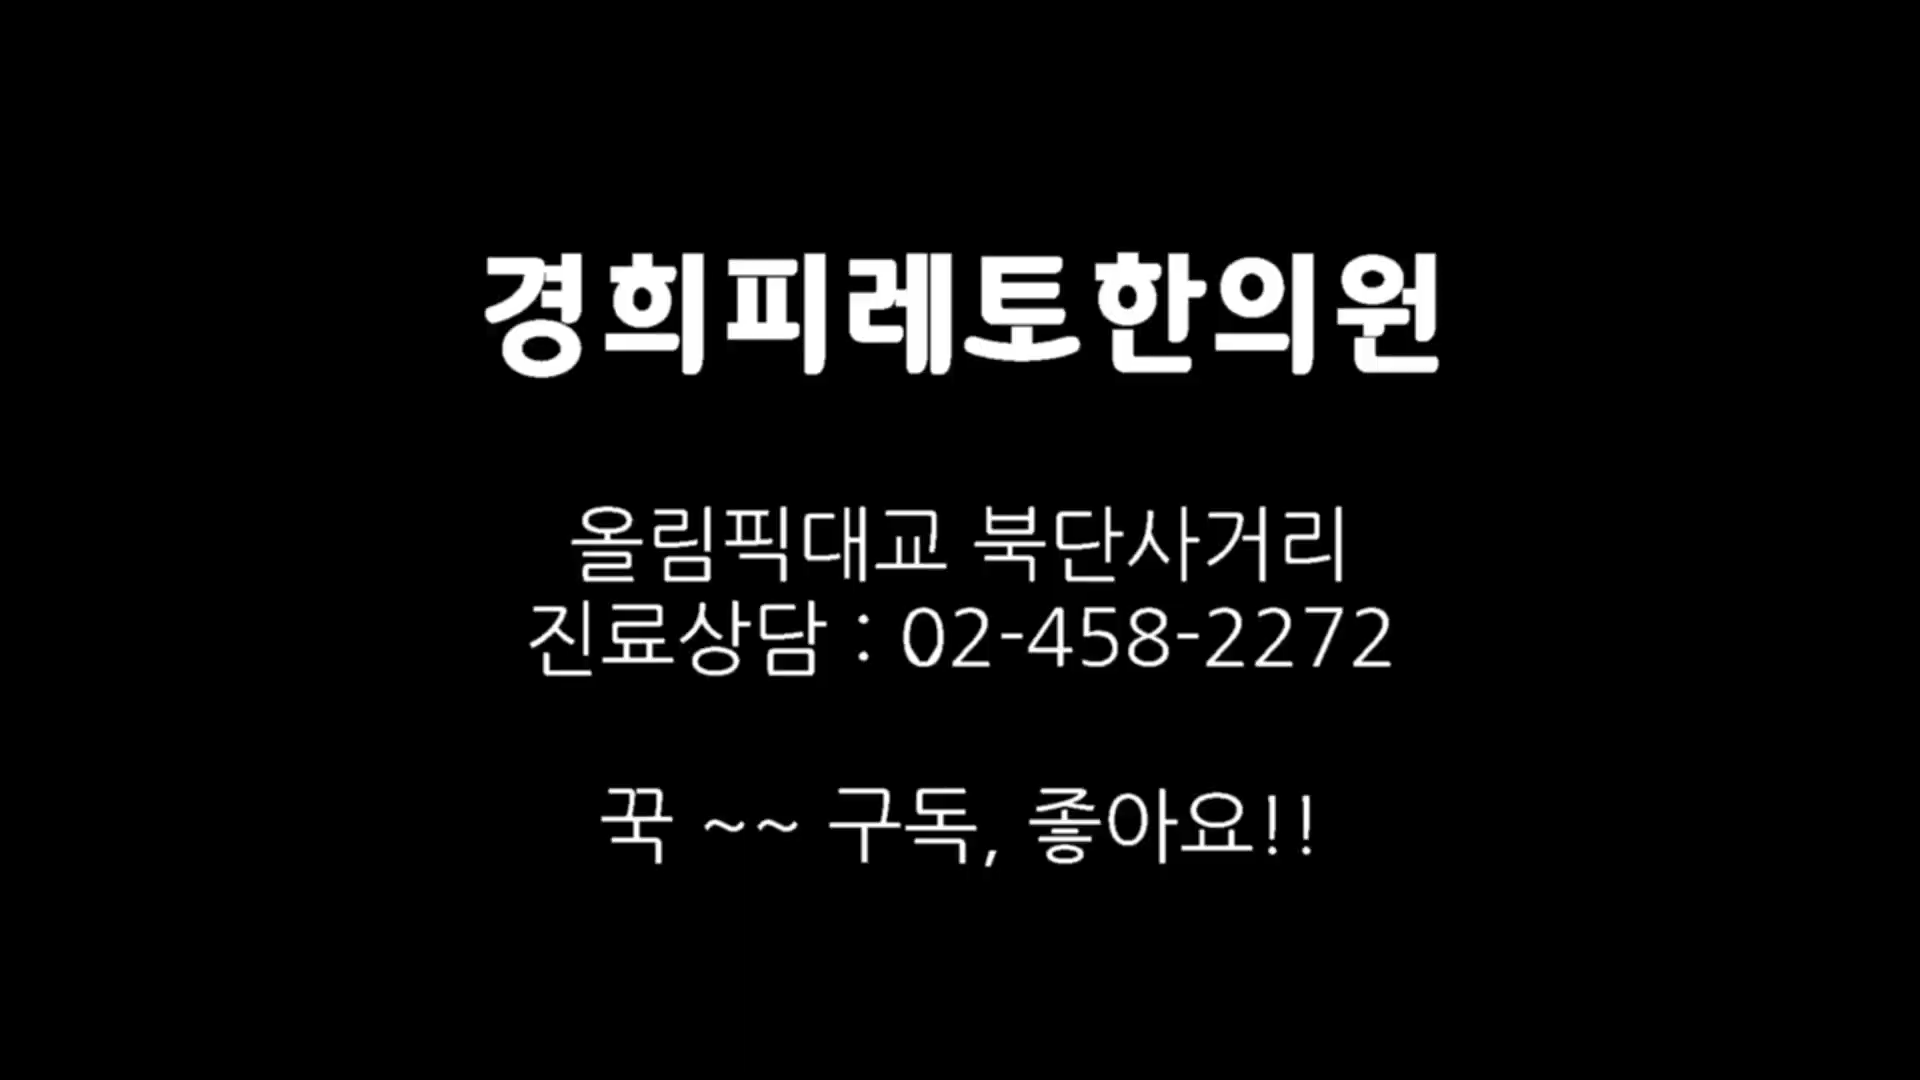 경희피레토한의원
올림픽대교 북단사거리
진료상담 : 02-458-2272
꾹 ~~ 구독, 좋아요!!